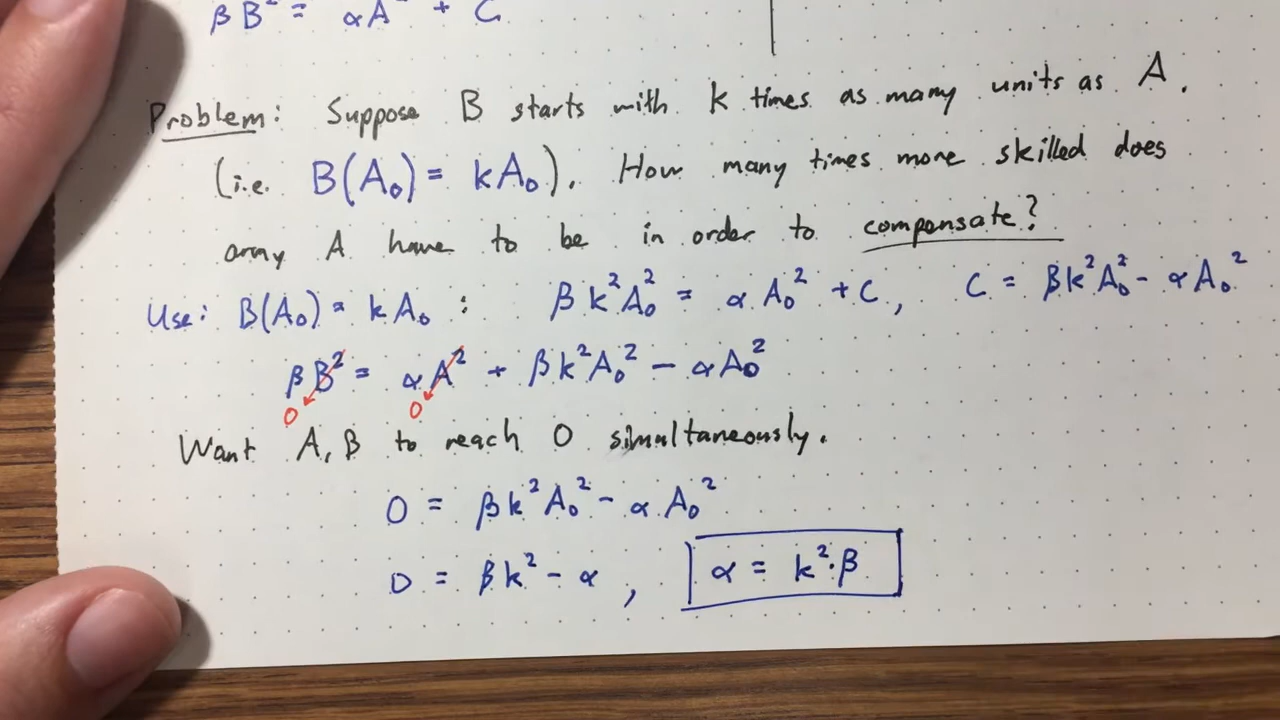 βB² = αA² + C
Problem: Suppose B starts with k times as many units as A.
(i.e. B(A₀) = kA₀). How many times more skilled does
army A have to be in order to compensate?
Use: B(A₀) = kA₀ : βk²A₀² = αA₀² + C, C = βk²A₀² - αA₀²
βB² = αA² + βk²A₀² - αA₀²
0 0
Want A, B to reach 0 simultaneously.
0 = βk²A₀² - αA₀²
0 = βk² - α, α = k²·β